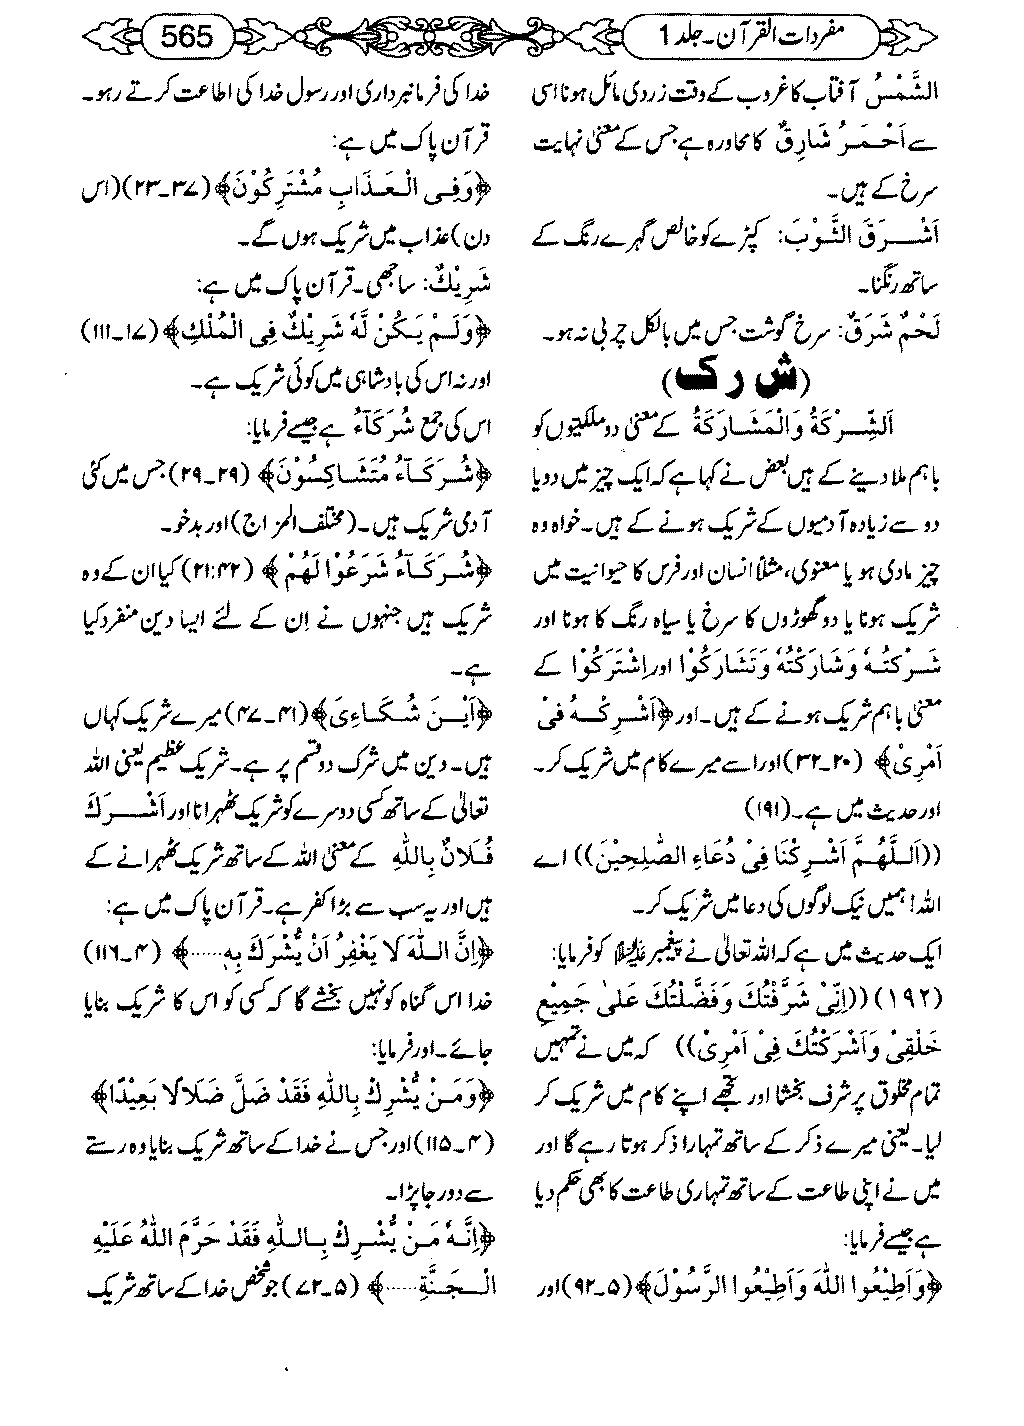 مفردات القرآن۔جلد 1
565
الشَّمْسُ آفتاب کا غروب کے وقت زردی مائل ہونا اسی
سے اَحْمَرُ شَارِقٌ کا محاورہ ہے جس کے معنیٰ نہایت
سرخ کے ہیں۔
اَشْرَقَ الثَّوْبَ: کپڑے کو خالص گہرے رنگ کے
ساتھ رنگنا۔
لَحْمٌ شَرَقٌ: سرخ گوشت جس میں بالکل چربی نہ ہو۔
(ش ر ک)
اَلشِّرْكَةُ وَالْمَشَارَكَةُ کے معنیٰ دو ملکیتوں کو
باہم ملا دینے کے ہیں بعض نے کہا ہے کہ ایک چیز میں دو یا
دو سے زیادہ آدمیوں کے شریک ہونے کے ہیں۔ خواہ وہ
چیز مادی ہو یا معنوی، مثلاً انسان اور فرس کا حیوانیت میں
شریک ہونا یا دو گھوڑوں کا سرخ یا سیاہ رنگ کا ہونا اور
شَرِكْتُهٗ وَشَارَكْتُهٗ وَتَشَارَكُوْا اور اِشْتَرَكُوْا کے
معنیٰ باہم شریک ہونے کے ہیں۔ اور ﴿اَشْرِكْهُ فِیْ
اَمْرِیْ﴾ (۲۰۔۳۲) اور اسے میرے کام میں شریک کر۔
اور حدیث میں ہے۔ (۱۹۱)
((اَللّٰهُمَّ اَشْرِكْنَا فِیْ دُعَاءِ الصّٰلِحِیْنَ)) اے
اللہ! ہمیں نیک لوگوں کی دعا میں شریک کر۔
ایک حدیث میں ہے کہ اللہ تعالیٰ نے پیغمبر ﷺ کو فرمایا:
(۱۹۲) ((اِنِّیْ شَرَّفْتُكَ وَفَضَّلْتُكَ عَلیٰ جَمِیْعِ
خَلْقِیْ وَاَشْرَكْتُكَ فِیْ اَمْرِیْ)) کہ میں نے تمہیں
تمام مخلوق پر شرف بخشا اور تجھے اپنے کام میں شریک کر
لیا۔ یعنی میرے ذکر کے ساتھ تمہارا ذکر ہوتا رہے گا اور
میں نے اپنی طاعت کے ساتھ تمہاری طاعت کا بھی حکم دیا
ہے جیسے فرمایا:
﴿وَاَطِیْعُوا اللّٰهَ وَاَطِیْعُوا الرَّسُوْلَ﴾ (۵۔۹۲) اور
خدا کی فرمانبرداری اور رسول خدا کی اطاعت کرتے رہو۔
قرآن پاک میں ہے:
﴿وَفِی الْعَذَابِ مُشْتَرِكُوْنَ﴾ (۳۷۔۲۳) (اس
دن) عذاب میں شریک ہوں گے۔
شَرِیْكٌ: ساجھی۔ قرآن پاک میں ہے:
﴿وَلَمْ یَكُنْ لَّهٗ شَرِیْكٌ فِی الْمُلْكِ﴾ (۱۷۔۱۱۱)
اور نہ اس کی بادشاہی میں کوئی شریک ہے۔
اس کی جمع شُرَكَآءُ ہے جیسے فرمایا:
﴿شُرَكَآءُ مُتَشَاكِسُوْنَ﴾ (۳۹۔۲۹) جس میں کئی
آدمی شریک ہیں۔ (مختلف المزاج) اور بدخو۔
﴿شُرَكَآءُ شَرَعُوْا لَهُمْ﴾ (۲۱:۴۲) کیا ان کے وہ
شریک ہیں جنہوں نے اِن کے لئے ایسا دین منفرد کیا
ہے۔
﴿اَیْنَ شُكَاءِیَ﴾ (۴۱۔۴۷) میرے شریک کہاں
ہیں۔ دین میں شرک دو قسم پر ہے۔ شریک عظیم یعنی اللہ
تعالیٰ کے ساتھ کسی دوسرے کو شریک ٹھہرانا اور اَشْرَكَ
فُلَانٌ بِاللّٰهِ کے معنیٰ اللہ کے ساتھ شریک ٹھہرانے کے
ہیں اور یہ سب سے بڑا کفر ہے۔ قرآن پاک میں ہے:
﴿اِنَّ اللّٰهَ لَا یَغْفِرُ اَنْ یُّشْرَكَ بِهٖ.....﴾ (۴۔۱۱۶)
خدا اس گناہ کو نہیں بخشے گا کہ کسی کو اس کا شریک بنایا
جائے۔ اور فرمایا:
﴿وَمَنْ یُّشْرِكْ بِاللّٰهِ فَقَدْ ضَلَّ ضَلَالًا بَعِیْدًا﴾
(۴۔۱۱۵) اور جس نے خدا کے ساتھ شریک بنایا وہ رستے
سے دور جا پڑا۔
﴿اِنَّهٗ مَنْ یُّشْرِكْ بِاللّٰهِ فَقَدْ حَرَّمَ اللّٰهُ عَلَیْهِ
الْجَنَّةَ.....﴾ (۵۔۷۲) جو شخص خدا کے ساتھ شریک